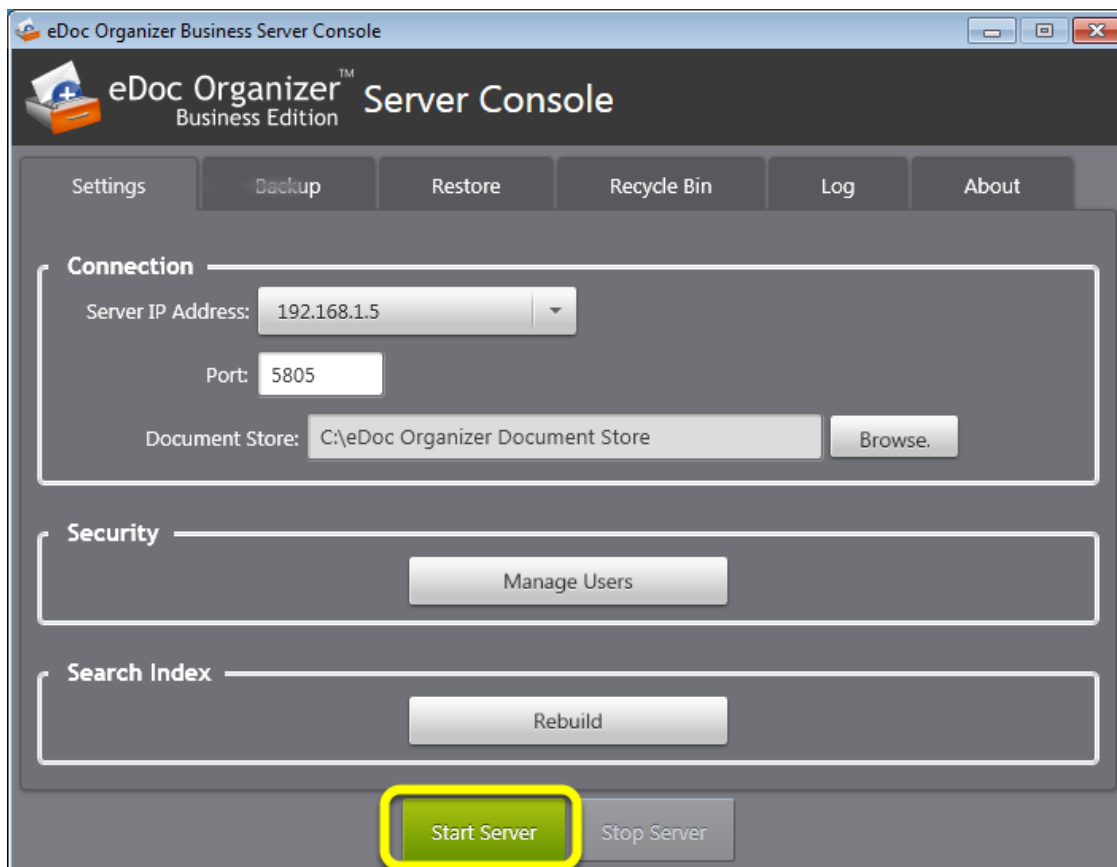 eDoc Organizer Business Server Console
eDoc Organizer™ Server Console
Business Edition
Settings Backup Restore Recycle Bin Log About
Connection
Server IP Address: 192.168.1.5
Port: 5805
Document Store: C:\eDoc Organizer Document Store Browse.
Security
Manage Users
Search Index
Rebuild
Start Server Stop Server